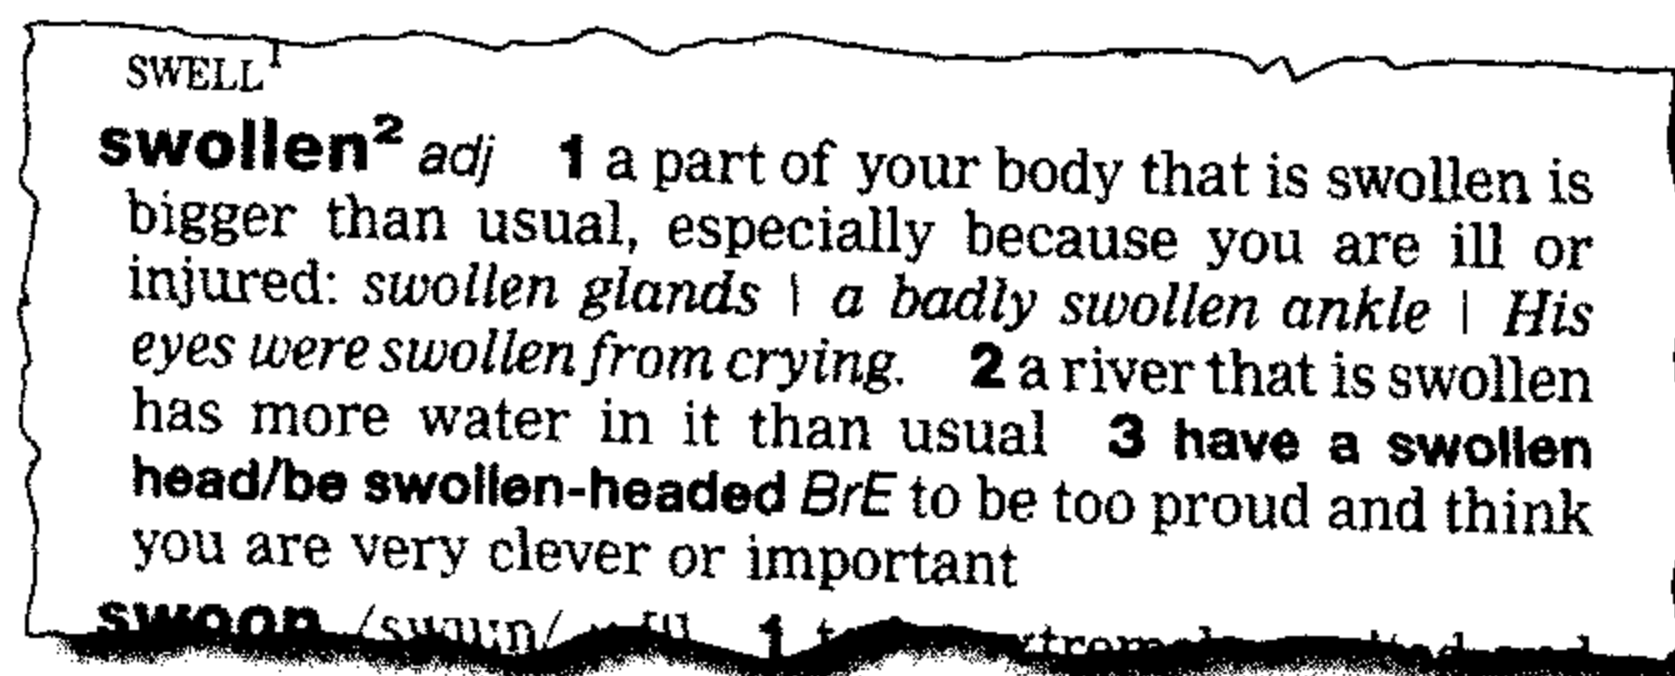 SWELL¹
swollen² adj 1 a part of your body that is swollen is
bigger than usual, especially because you are ill or
injured: swollen glands | a badly swollen ankle | His
eyes were swollen from crying. 2 a river that is swollen
has more water in it than usual 3 have a swollen
head/be swollen-headed BrE to be too proud and think
you are very clever or important
swoon 1